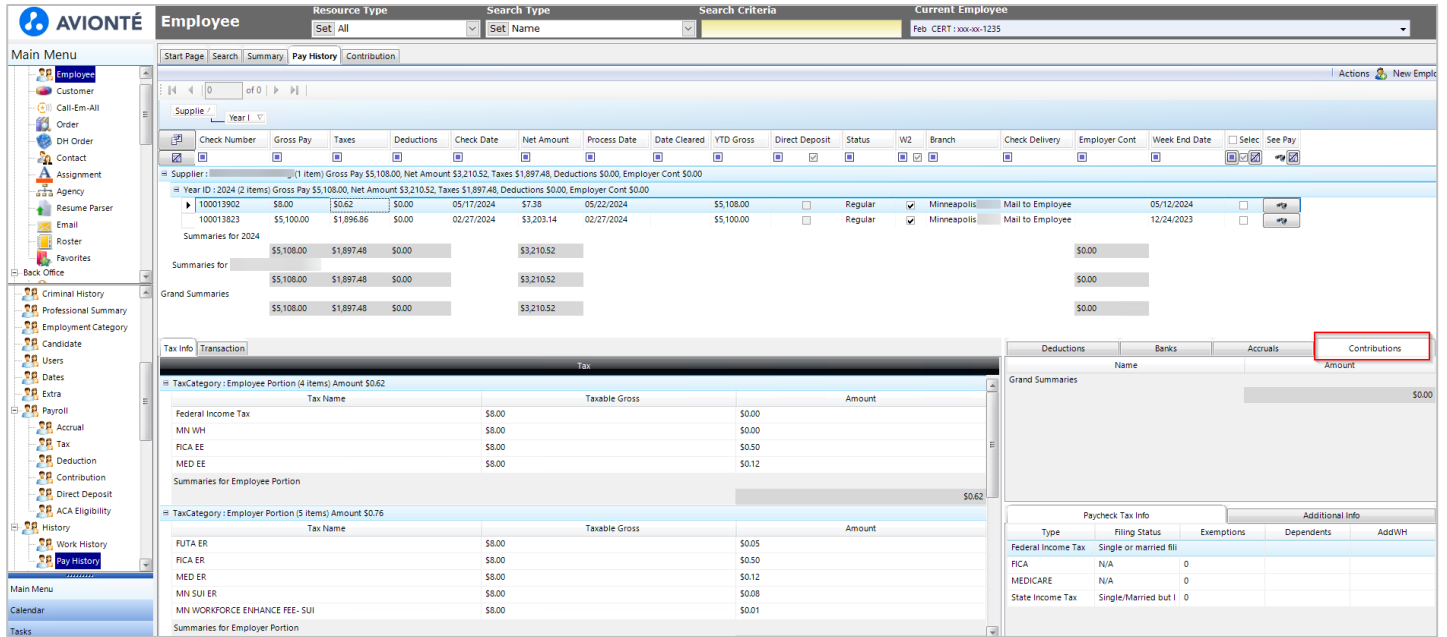 AVIONTÉ
Employee
Resource Type
Search Type
Search Criteria
Current Employee
Set All
Set Name
Feb CERT : xxx-xx-1235
Main Menu
Employee
Customer
Call-Em-All
Order
DH Order
Contact
Assignment
Agency
Resume Parser
Email
Roster
Favorites
Back Office
Criminal History
Professional Summary
Employment Category
Candidate
Users
Dates
Extra
Payroll
Accrual
Tax
Deduction
Contribution
Direct Deposit
ACA Eligibility
History
Work History
Pay History
Main Menu
Calendar
Tasks
Start Page Search Summary Pay History Contribution
Actions New Emplo
0 of 0
Supplie
Year I
Check Number Gross Pay Taxes Deductions Check Date Net Amount Process Date Date Cleared YTD Gross Direct Deposit Status W2 Branch Check Delivery Employer Cont Week End Date Selec See Pay
Supplier : (1 item) Gross Pay $5,108.00, Net Amount $3,210.52, Taxes $1,897.48, Deductions $0.00, Employer Cont $0.00
Year ID : 2024 (2 items) Gross Pay $5,108.00, Net Amount $3,210.52, Taxes $1,897.48, Deductions $0.00, Employer Cont $0.00
100013902 $8.00 $0.62 $0.00 05/17/2024 $7.38 05/22/2024 $5,108.00 Regular Minneapolis Mail to Employee 05/12/2024
100013823 $5,100.00 $1,896.86 $0.00 02/27/2024 $3,203.14 02/27/2024 $5,100.00 Regular Minneapolis Mail to Employee 12/24/2023
Summaries for 2024
$5,108.00 $1,897.48 $0.00 $3,210.52 $0.00
Summaries for
$5,108.00 $1,897.48 $0.00 $3,210.52 $0.00
Grand Summaries
$5,108.00 $1,897.48 $0.00 $3,210.52 $0.00
Tax Info Transaction
Tax
TaxCategory : Employee Portion (4 items) Amount $0.62
Tax Name Taxable Gross Amount
Federal Income Tax $8.00 $0.00
MN WH $8.00 $0.00
FICA EE $8.00 $0.50
MED EE $8.00 $0.12
Summaries for Employee Portion
$0.62
TaxCategory : Employer Portion (5 items) Amount $0.76
Tax Name Taxable Gross Amount
FUTA ER $8.00 $0.05
FICA ER $8.00 $0.50
MED ER $8.00 $0.12
MN SUI ER $8.00 $0.08
MN WORKFORCE ENHANCE FEE- SUI $8.00 $0.01
Summaries for Employer Portion
Deductions Banks Accruals Contributions
Name Amount
Grand Summaries
$0.00
Paycheck Tax Info Additional Info
Type Filing Status Exemptions Dependents AddWH
Federal Income Tax Single or married fili
FICA N/A 0
MEDICARE N/A 0
State Income Tax Single/Married but l 0